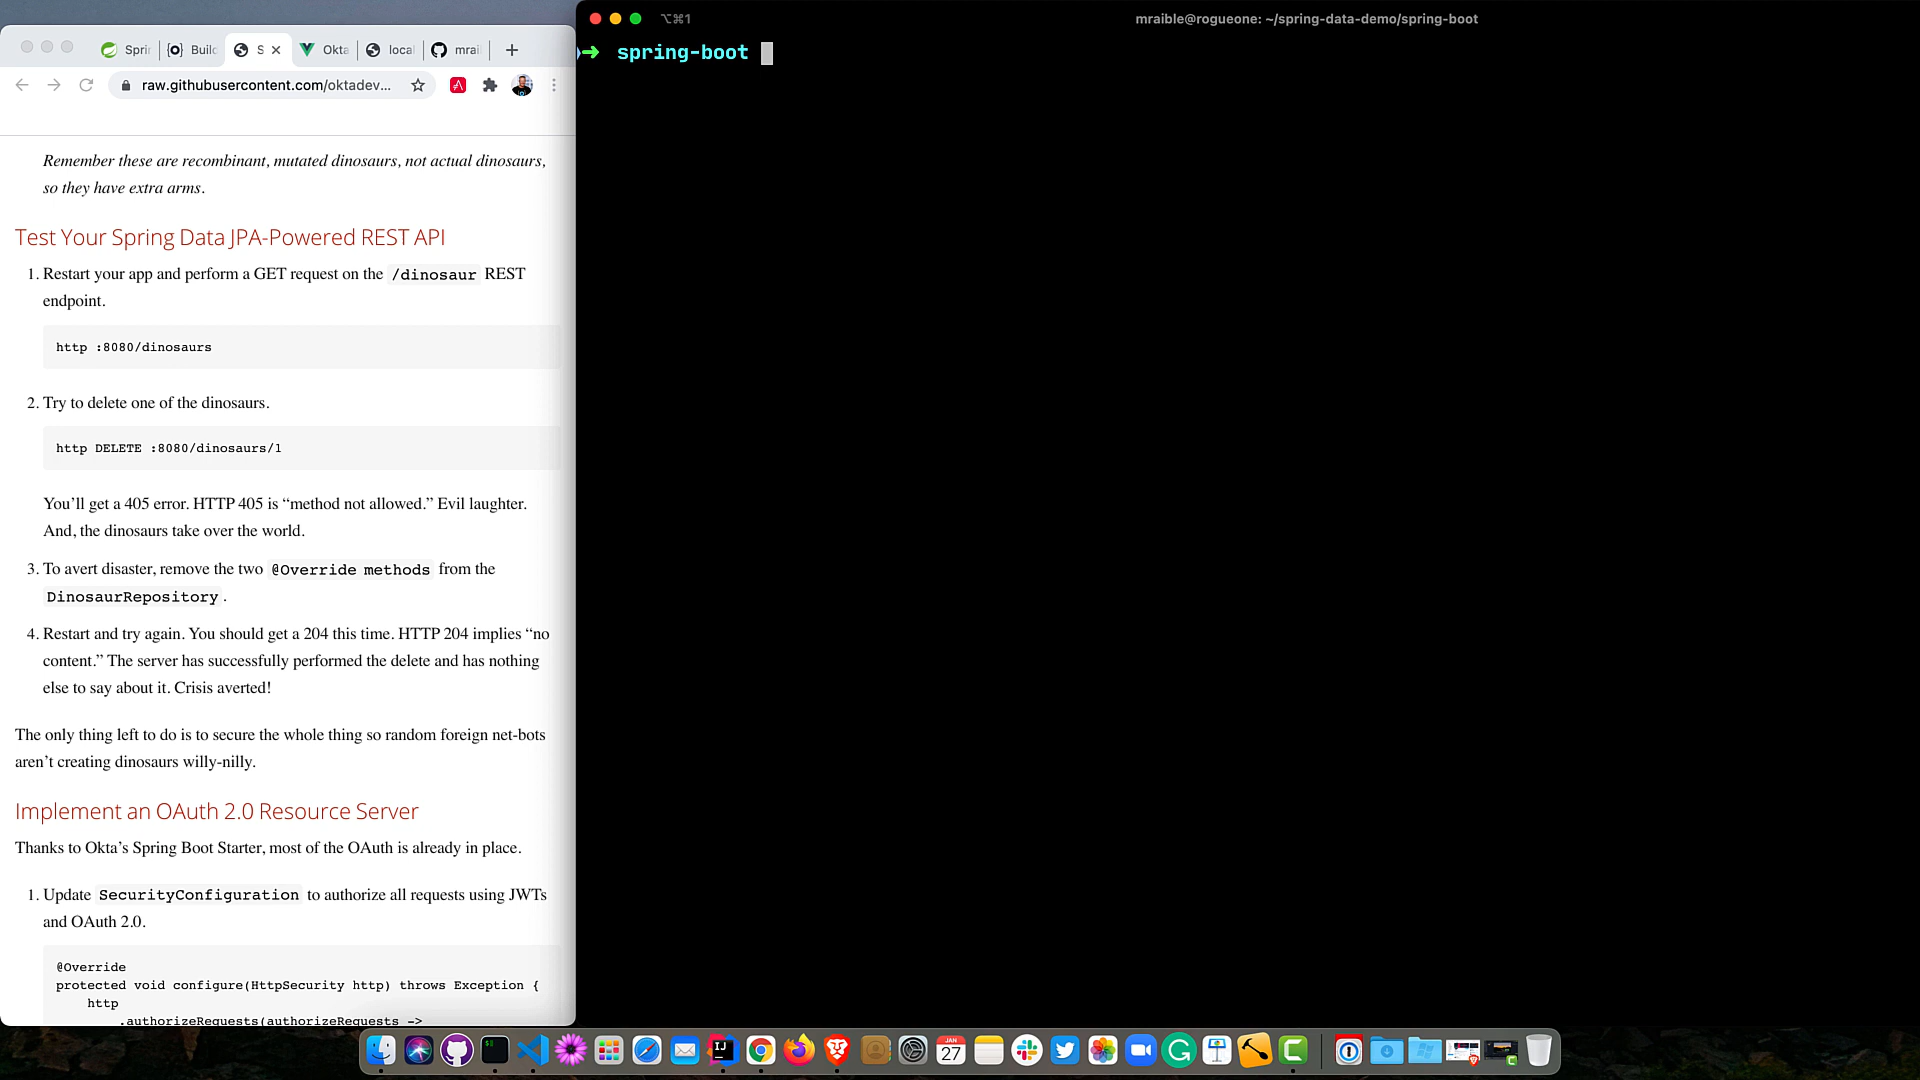 ⌥⌘1
mraible@rogueone: ~/spring-data-demo/spring-boot
Sprin
Build
S
Okta
local
mrai
raw.githubusercontent.com/oktadev...
➜ spring-boot
Remember these are recombinant, mutated dinosaurs, not actual dinosaurs,
so they have extra arms.
Test Your Spring Data JPA-Powered REST API
1. Restart your app and perform a GET request on the /dinosaur REST
endpoint.
http :8080/dinosaurs
2. Try to delete one of the dinosaurs.
http DELETE :8080/dinosaurs/1
You’ll get a 405 error. HTTP 405 is “method not allowed.” Evil laughter.
And, the dinosaurs take over the world.
3. To avert disaster, remove the two @Override methods from the
DinosaurRepository.
4. Restart and try again. You should get a 204 this time. HTTP 204 implies “no
content.” The server has successfully performed the delete and has nothing
else to say about it. Crisis averted!
The only thing left to do is to secure the whole thing so random foreign net-bots
aren’t creating dinosaurs willy-nilly.
Implement an OAuth 2.0 Resource Server
Thanks to Okta’s Spring Boot Starter, most of the OAuth is already in place.
1. Update SecurityConfiguration to authorize all requests using JWTs
and OAuth 2.0.
@Override
protected void configure(HttpSecurity http) throws Exception {
http
.authorizeRequests(authorizeRequests ->
IJ
JAN
27